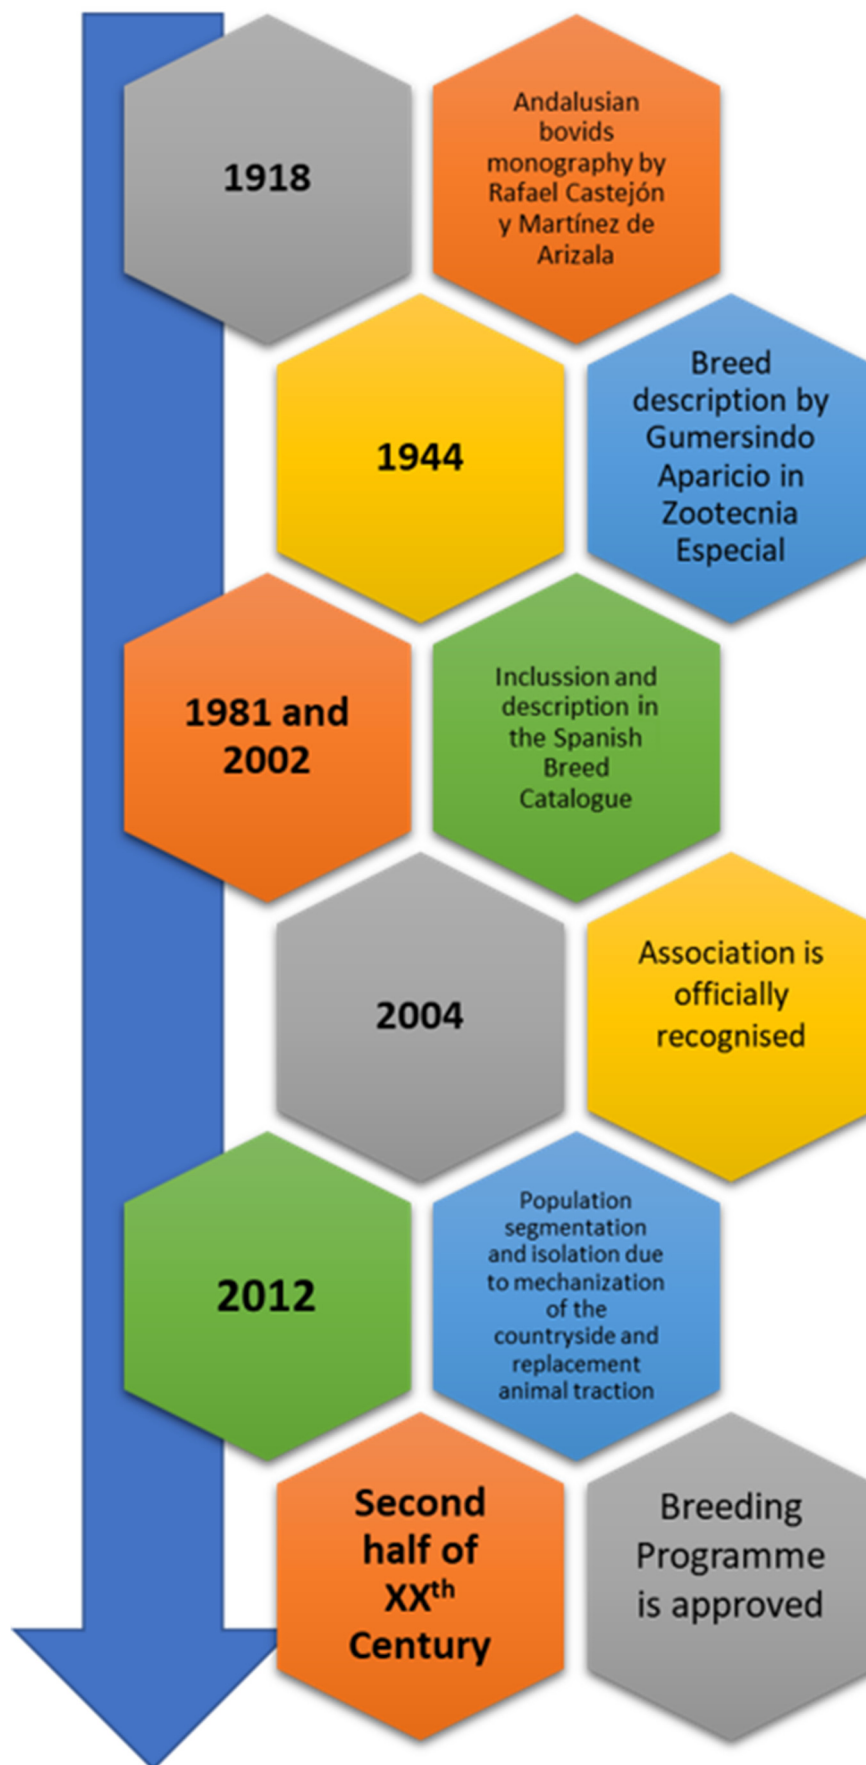 1918
Andalusian
bovids
monography by
Rafael Castejón
y Martínez de
Arizala
1944
Breed
description by
Gumersindo
Aparicio in
Zootecnia
Especial
1981 and
2002
Inclussion and
description in
the Spanish
Breed
Catalogue
2004
Association is
officially
recognised
2012
Population
segmentation
and isolation due
to mechanization
of the
countryside and
replacement
animal traction
Second
half of
XXth
Century
Breeding
Programme
is approved